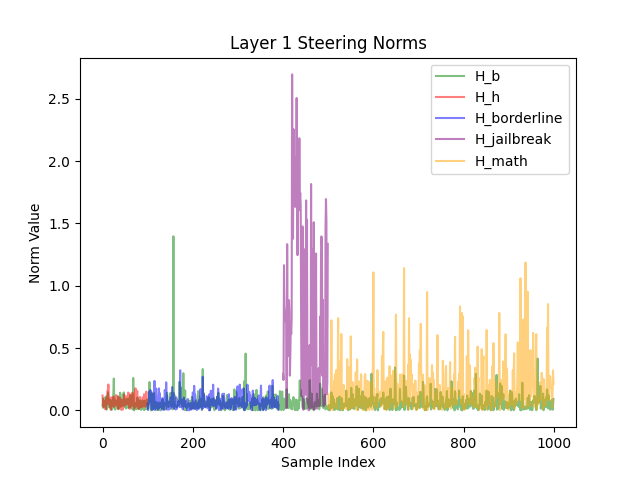 Layer 1 Steering Norms
H_b
H_h
H_borderline
H_jailbreak
H_math
Norm Value
2.5
2.0
1.5
1.0
0.5
0.0
0 200 400 600 800 1000
Sample Index